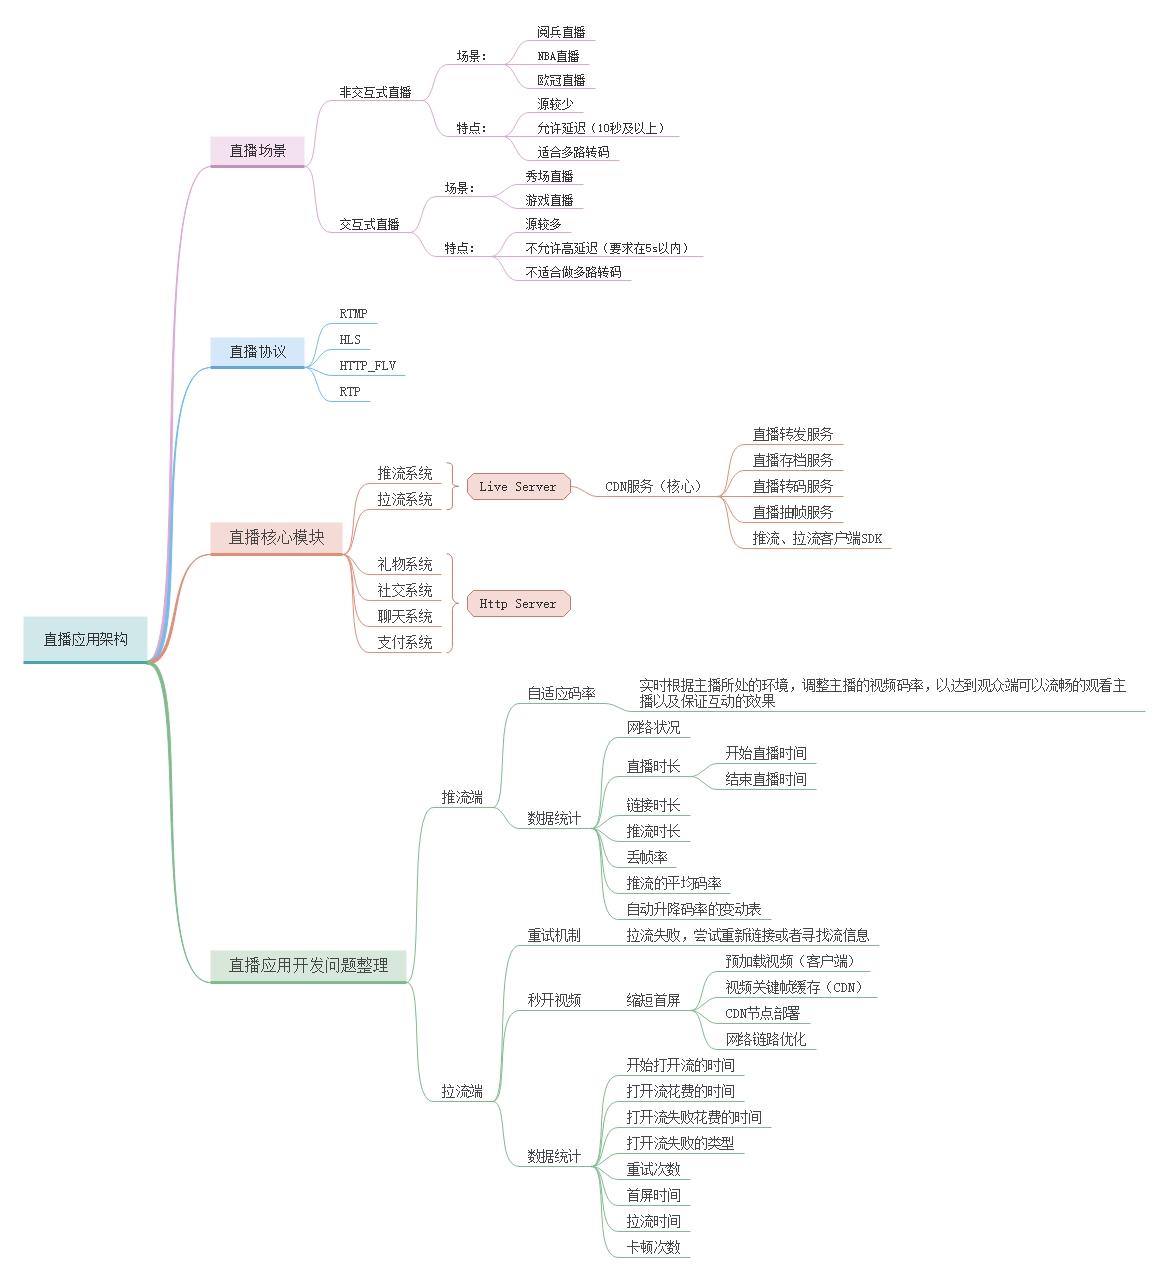 直播应用架构
直播场景
非交互式直播
场景：
阅兵直播
NBA直播
欧冠直播
特点：
源较少
允许延迟（10秒及以上）
适合多路转码
交互式直播
场景：
秀场直播
游戏直播
特点：
源较多
不允许高延迟（要求在5s以内）
不适合做多路转码
直播协议
RTMP
HLS
HTTP_FLV
RTP
直播核心模块
推流系统
拉流系统
Live Server
CDN服务（核心）
直播转发服务
直播存档服务
直播转码服务
直播抽帧服务
推流、拉流客户端SDK
礼物系统
社交系统
聊天系统
支付系统
Http Server
直播应用开发问题整理
推流端
自适应码率
实时根据主播所处的环境，调整主播的视频码率，以达到观众端可以流畅的观看主
播以及保证互动的效果
数据统计
网络状况
直播时长
开始直播时间
结束直播时间
链接时长
推流时长
丢帧率
推流的平均码率
自动升降码率的变动表
拉流端
重试机制
拉流失败，尝试重新链接或者寻找流信息
秒开视频
缩短首屏
预加载视频（客户端）
视频关键帧缓存（CDN）
CDN节点部署
网络链路优化
数据统计
开始打开流的时间
打开流花费的时间
打开流失败花费的时间
打开流失败的类型
重试次数
首屏时间
拉流时间
卡顿次数